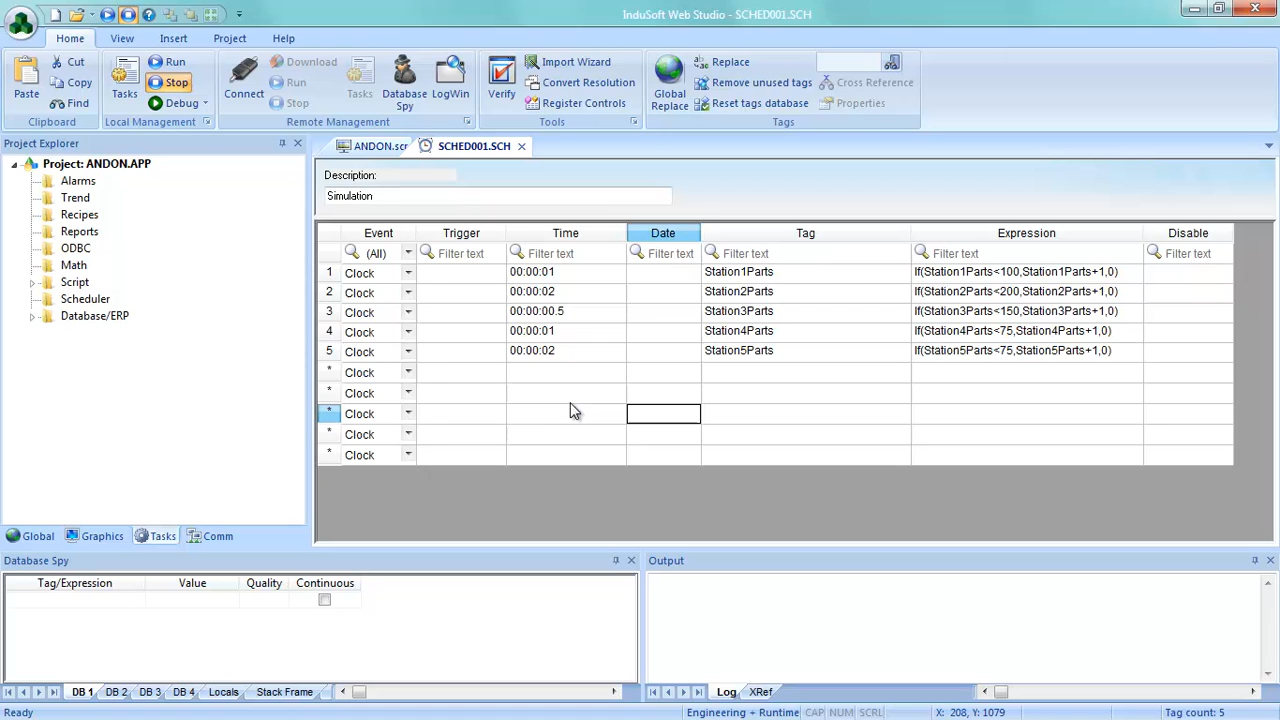 InduSoft Web Studio - SCHED001.SCH
Home View Insert Project Help
Paste Cut Copy Find Clipboard
Tasks Run Stop Debug Local Management
Connect Download Run Stop Tasks Database Spy LogWin Remote Management
Verify Import Wizard Convert Resolution Register Controls Tools
Global Replace Replace Remove unused tags Reset tags database Cross Reference Properties Tags
Project Explorer
Project: ANDON.APP
Alarms
Trend
Recipes
Reports
ODBC
Math
Script
Scheduler
Database/ERP
Global Graphics Tasks Comm
ANDON.scr SCHED001.SCH
Description:
Simulation
Event Trigger Time Date Tag Expression Disable
(All) Filter text Filter text Filter text Filter text Filter text Filter text
1 Clock 00:00:01 Station1Parts If(Station1Parts<100,Station1Parts+1,0)
2 Clock 00:00:02 Station2Parts If(Station2Parts<200,Station2Parts+1,0)
3 Clock 00:00:00.5 Station3Parts If(Station3Parts<150,Station3Parts+1,0)
4 Clock 00:00:01 Station4Parts If(Station4Parts<75,Station4Parts+1,0)
5 Clock 00:00:02 Station5Parts If(Station5Parts<75,Station5Parts+1,0)
* Clock
* Clock
* Clock
* Clock
* Clock
Database Spy
Tag/Expression Value Quality Continuous
DB 1 DB 2 DB 3 DB 4 Locals Stack Frame
Output
Log XRef
Ready Engineering + Runtime CAP NUM SCRL X: 208, Y: 1079 Tag count: 5